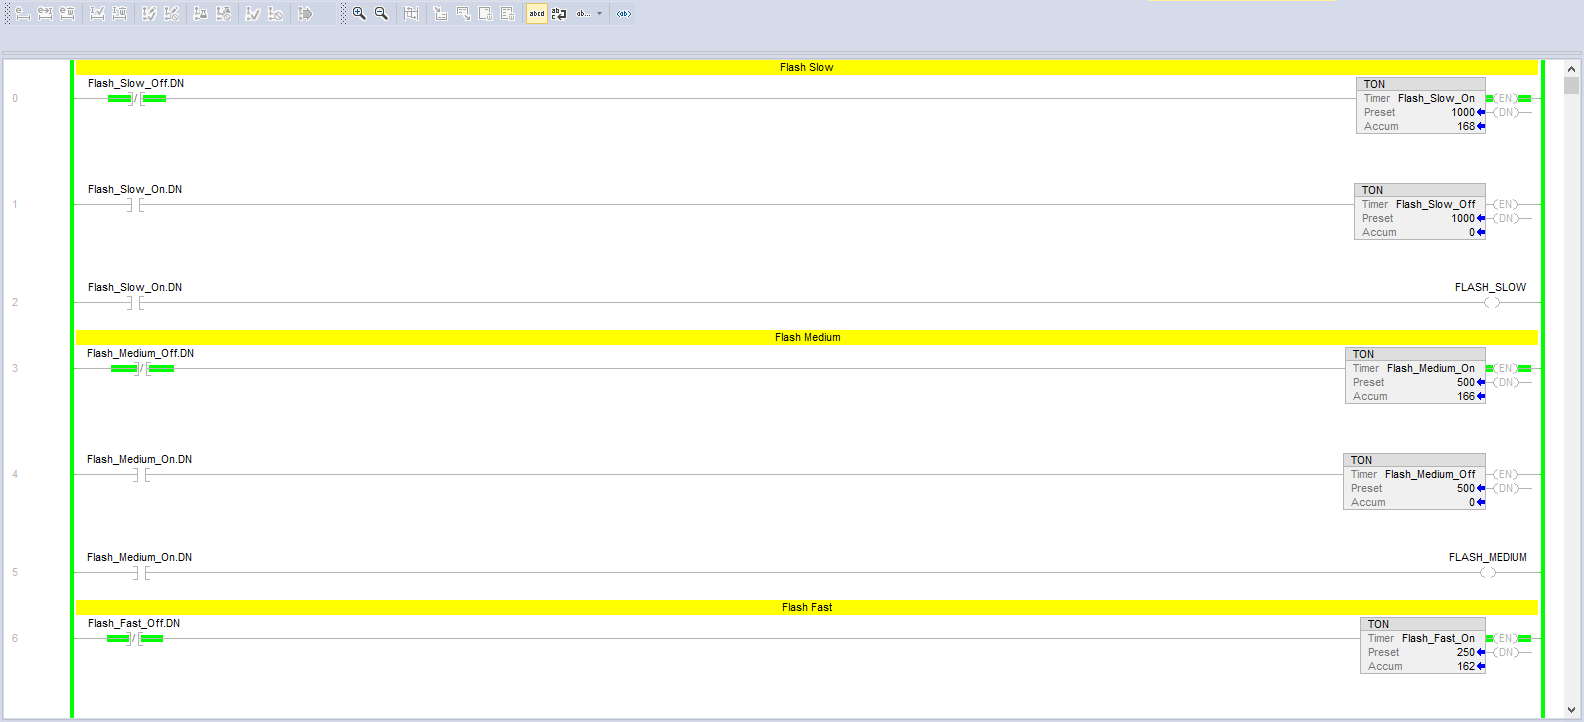 abcd
ab...
Flash Slow
0
Flash_Slow_Off.DN
TON
Timer Flash_Slow_On
Preset 1000
Accum 168
EN
DN
1
Flash_Slow_On.DN
TON
Timer Flash_Slow_Off
Preset 1000
Accum 0
EN
DN
2
Flash_Slow_On.DN
FLASH_SLOW
Flash Medium
3
Flash_Medium_Off.DN
TON
Timer Flash_Medium_On
Preset 500
Accum 166
EN
DN
4
Flash_Medium_On.DN
TON
Timer Flash_Medium_Off
Preset 500
Accum 0
EN
DN
5
Flash_Medium_On.DN
FLASH_MEDIUM
Flash Fast
6
Flash_Fast_Off.DN
TON
Timer Flash_Fast_On
Preset 250
Accum 162
EN
DN